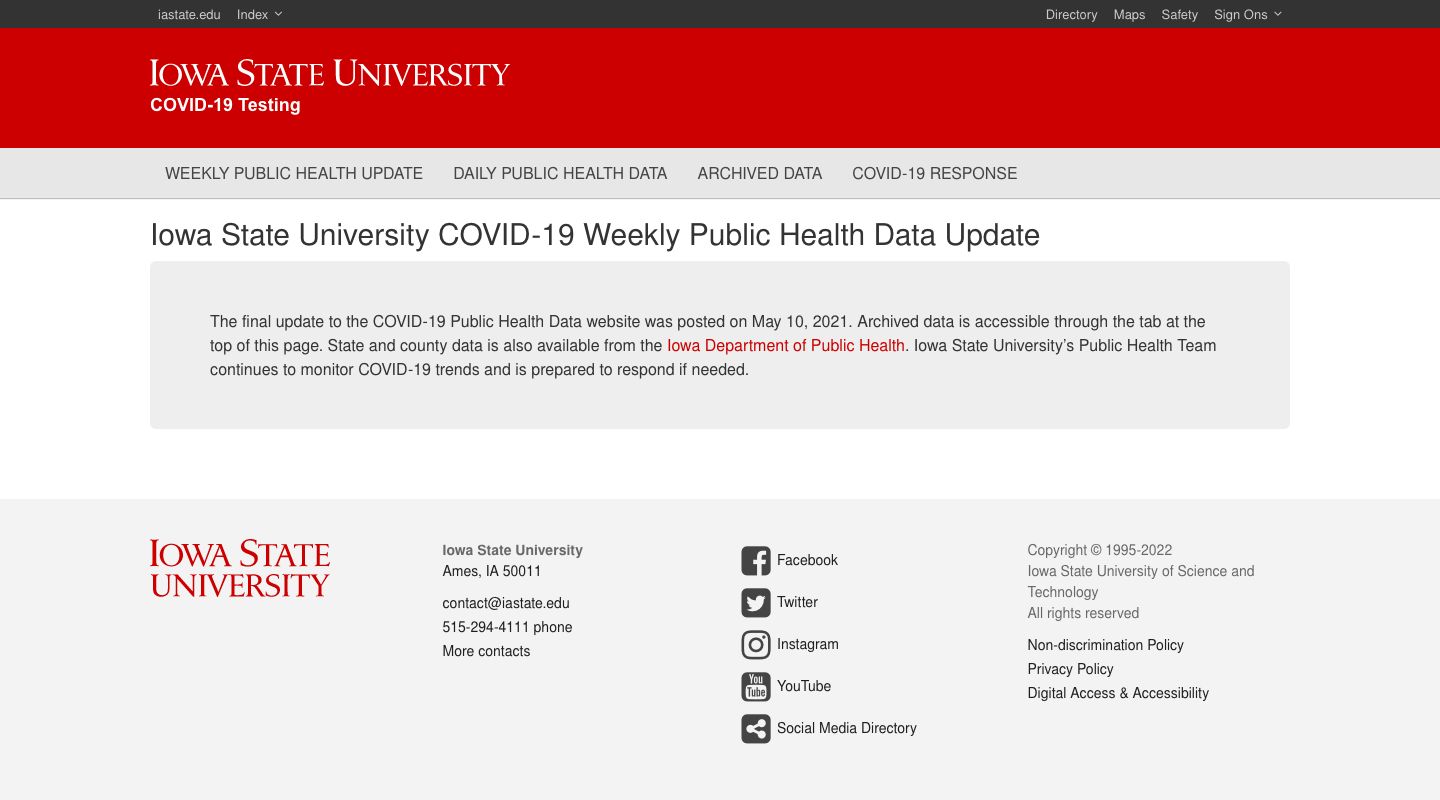 iastate.edu Index Directory Maps Safety Sign Ons
IOWA STATE UNIVERSITY
COVID-19 Testing
WEEKLY PUBLIC HEALTH UPDATE DAILY PUBLIC HEALTH DATA ARCHIVED DATA COVID-19 RESPONSE
Iowa State University COVID-19 Weekly Public Health Data Update
The final update to the COVID-19 Public Health Data website was posted on May 10, 2021. Archived data is accessible through the tab at the
top of this page. State and county data is also available from the Iowa Department of Public Health. Iowa State University’s Public Health Team
continues to monitor COVID-19 trends and is prepared to respond if needed.
IOWA STATE
UNIVERSITY
Iowa State University
Ames, IA 50011
contact@iastate.edu
515-294-4111 phone
More contacts
Facebook
Twitter
Instagram
You
Tube
YouTube
Social Media Directory
Copyright © 1995-2022
Iowa State University of Science and
Technology
All rights reserved
Non-discrimination Policy
Privacy Policy
Digital Access & Accessibility